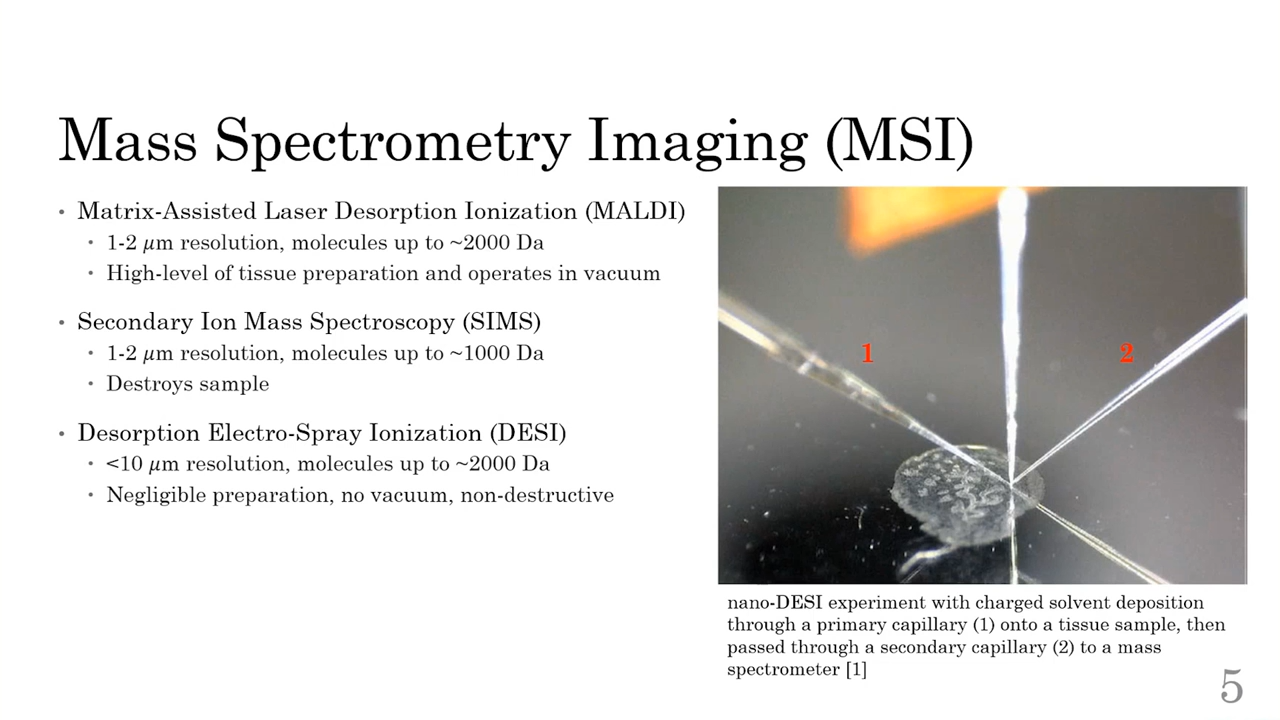 Mass Spectrometry Imaging (MSI)
• Matrix-Assisted Laser Desorption Ionization (MALDI)
• 1-2 μm resolution, molecules up to ~2000 Da
• High-level of tissue preparation and operates in vacuum
• Secondary Ion Mass Spectroscopy (SIMS)
• 1-2 μm resolution, molecules up to ~1000 Da
• Destroys sample
• Desorption Electro-Spray Ionization (DESI)
• <10 μm resolution, molecules up to ~2000 Da
• Negligible preparation, no vacuum, non-destructive
1
2
nano-DESI experiment with charged solvent deposition
through a primary capillary (1) onto a tissue sample, then
passed through a secondary capillary (2) to a mass
spectrometer [1]
5